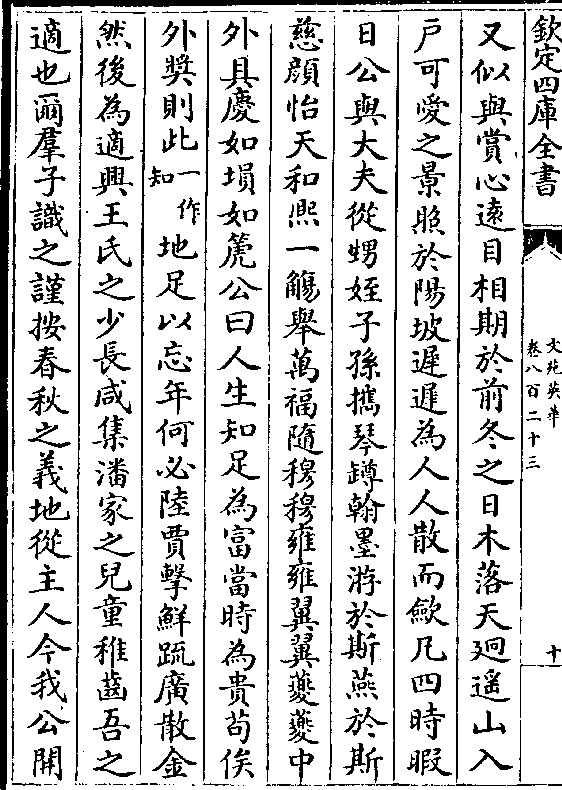 欽定四庫全書
文苑英華
卷八百二十三
十
又似與賞心遠目相期於前冬之日木落天迥遥山入
戸可愛之景照於陽坡遲遲為人人散而歛凡四時暇
日公與大夫從甥姪子孫攜琴罇翰墨游於斯燕於斯
慈顔怡天和熈一觴舉萬福隨穆穆雍雍翼翼夔夔中
外具慶如塤如篪公曰人生知足為富當時為貴茍俟
外奬則此一作知地足以忘年何必陸賈擊鮮疏廣散金
然後為適興王氏之少長咸集潘家之兒童稚齒吾之
適也爾羣子識之謹按春秋之義地從主人今我公開